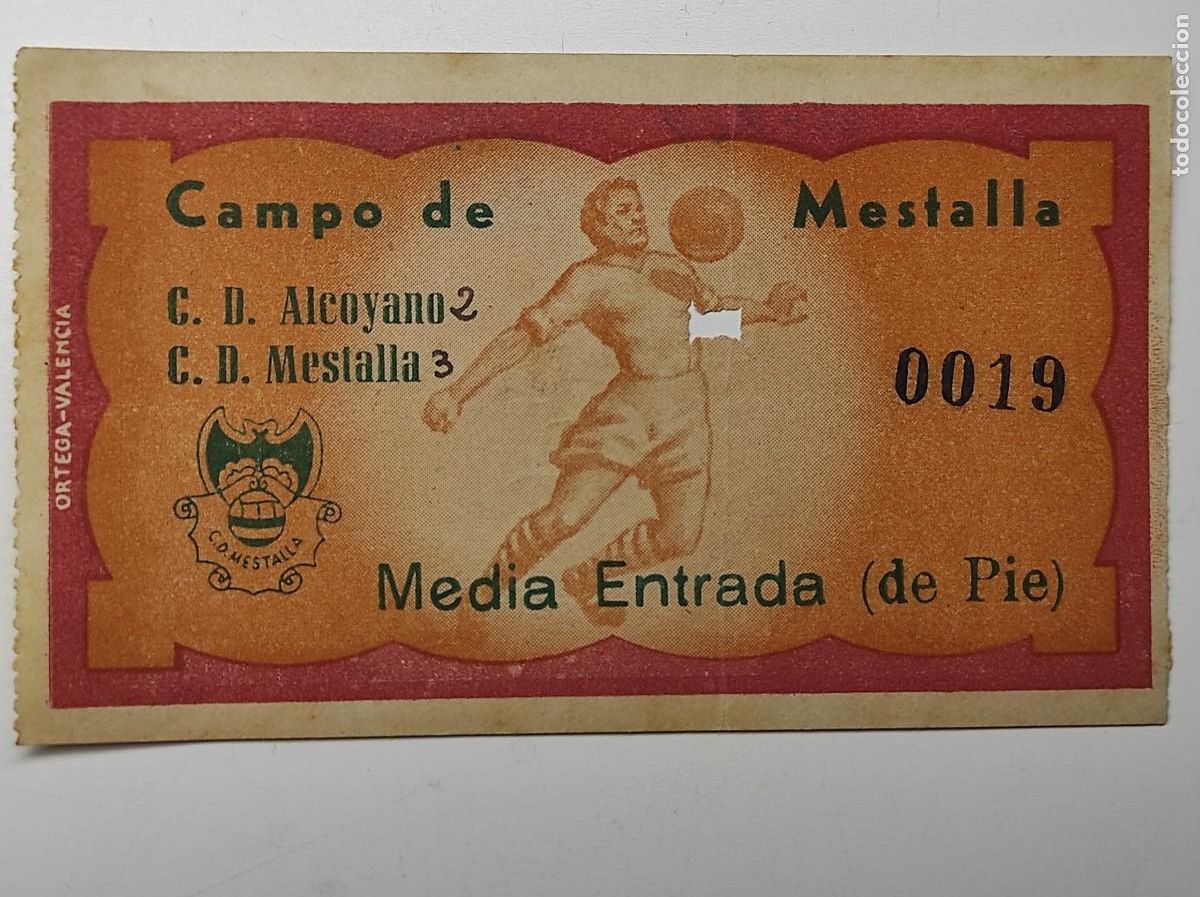 Campo de Mestalla
C. D. Alcoyano 2
C. D. Mestalla 3
0019
C.D. MESTALLA
Media Entrada (de Pie)
ORTEGA-VALENCIA
todocoleccion